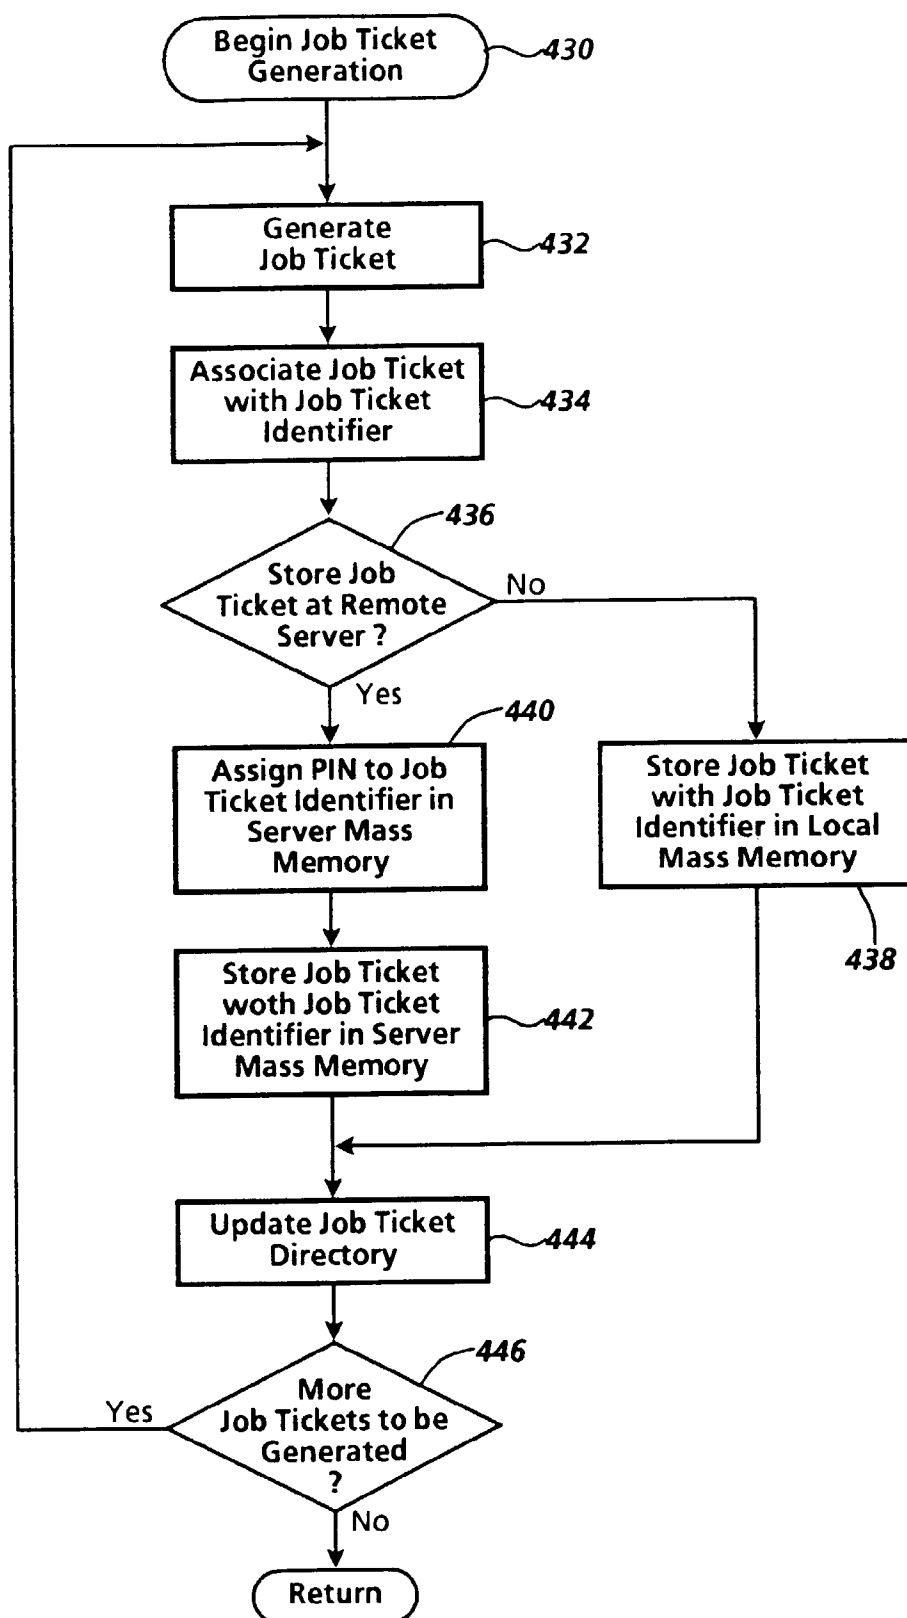 Begin Job Ticket
Generation
430
Generate
Job Ticket
432
Associate Job Ticket
with Job Ticket
Identifier
434
436
Store Job
Ticket at Remote
Server ?
No
Yes
440
Assign PIN to Job
Ticket Identifier in
Server Mass
Memory
Store Job Ticket
with Job Ticket
Identifier in Local
Mass Memory
438
Store Job Ticket
woth Job Ticket
Identifier in Server
Mass Memory
442
Update Job Ticket
Directory
444
446
More
Job Tickets to be
Generated
?
Yes
No
Return